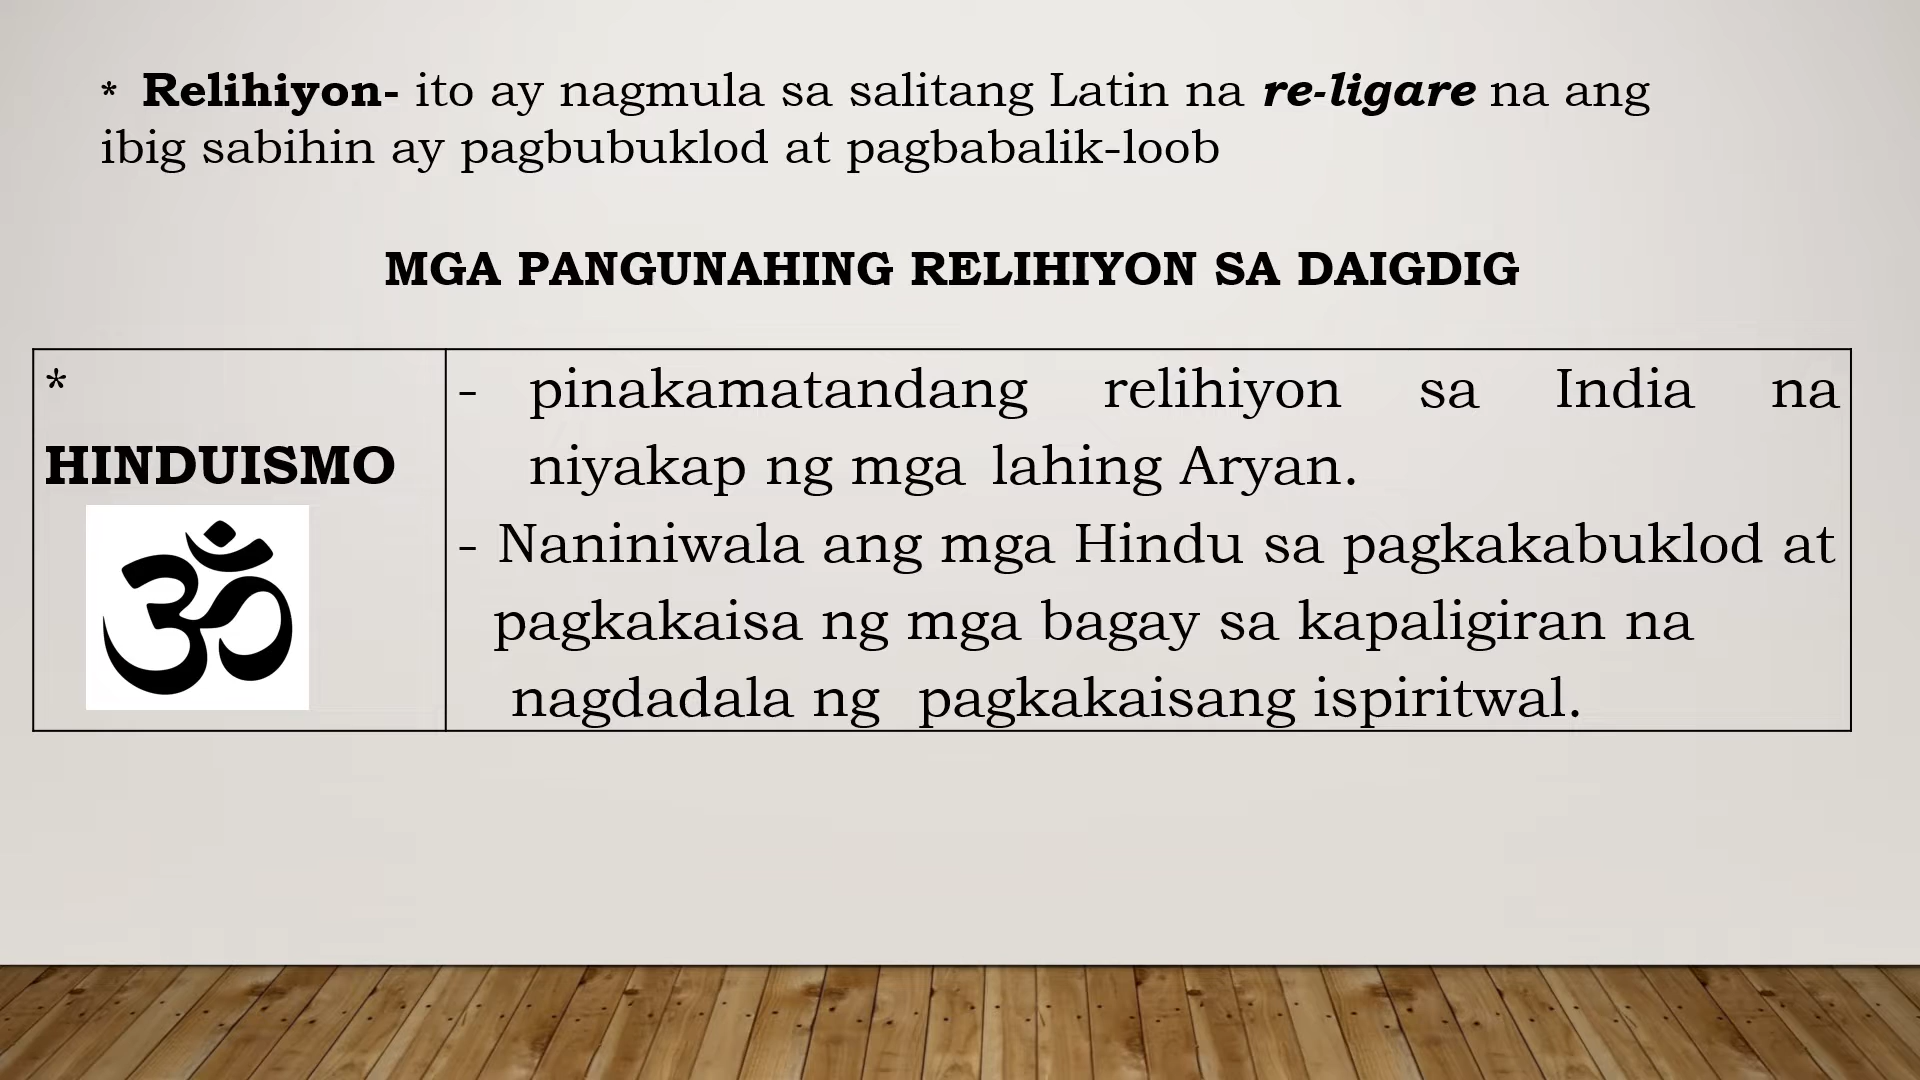 * Relihiyon- ito ay nagmula sa salitang Latin na re-ligare na ang
ibig sabihin ay pagbubuklod at pagbabalik-loob
MGA PANGUNAHING RELIHIYON SA DAIGDIG
*
HINDUISMO
ॐ
- pinakamatandang relihiyon sa India na
niyakap ng mga lahing Aryan.
- Naniniwala ang mga Hindu sa pagkakabuklod at
pagkakaisa ng mga bagay sa kapaligiran na
nagdadala ng pagkakaisang ispiritwal.